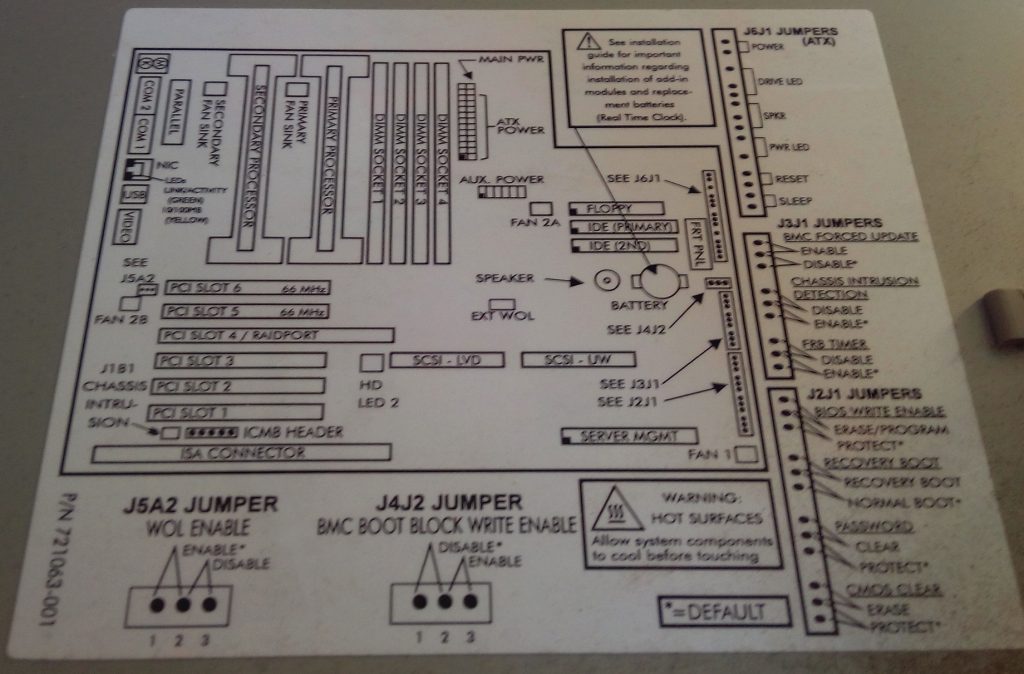 J6J1 JUMPERS
(ATX)
POWER
DRIVE LED
SPKR
PWR LED
RESET
SLEEP
See installation
guide for important
information regarding
installation of add-in
modules and replace-
ment batteries
(Real Time Clock).
MAIN PWR
ATX
POWER
COM 2
COM 1
PARALLEL
SECONDARY
FAN SINK
SECONDARY PROCESSOR
PRIMARY
FAN SINK
PRIMARY PROCESSOR
DIMM SOCKET 1
DIMM SOCKET 2
DIMM SOCKET 3
DIMM SOCKET 4
NIC
LEDs
LINK/ACTIVITY
(GREEN)
10/100MB
(YELLOW)
USB
VIDEO
AUX. POWER
FAN 2A
SEE J6J1
FLOPPY
IDE (PRIMARY)
IDE (2ND)
FRT PNL
SEE
J5A2
FAN 2B
SPEAKER
BATTERY
EXT WOL
SEE J4J2
PCI SLOT 6 66 MHz
PCI SLOT 5 66 MHz
PCI SLOT 4 / RAIDPORT
PCI SLOT 3
PCI SLOT 2
PCI SLOT 1
J1B1
CHASSIS
INTRU-
SION
HD
LED 2
SCSI - LVD
SCSI - UW
SEE J3J1
SEE J2J1
ICMB HEADER
ISA CONNECTOR
SERVER MGMT
FAN 1
J3J1 JUMPERS
BMC FORCED UPDATE
ENABLE
DISABLE*
CHASSIS INTRUSION
DETECTION
DISABLE
ENABLE*
FRB TIMER
DISABLE
ENABLE*
J2J1 JUMPERS
BIOS WRITE ENABLE
ERASE/PROGRAM
PROTECT*
RECOVERY BOOT
RECOVERY BOOT
NORMAL BOOT*
PASSWORD
CLEAR
PROTECT*
CMOS CLEAR
ERASE
PROTECT*
P/N 721063-001
J5A2 JUMPER
WOL ENABLE
ENABLE*
DISABLE
1 2 3
J4J2 JUMPER
BMC BOOT BLOCK WRITE ENABLE
DISABLE*
ENABLE
1 2 3
WARNING:
HOT SURFACES
Allow system components
to cool before touching
*=DEFAULT